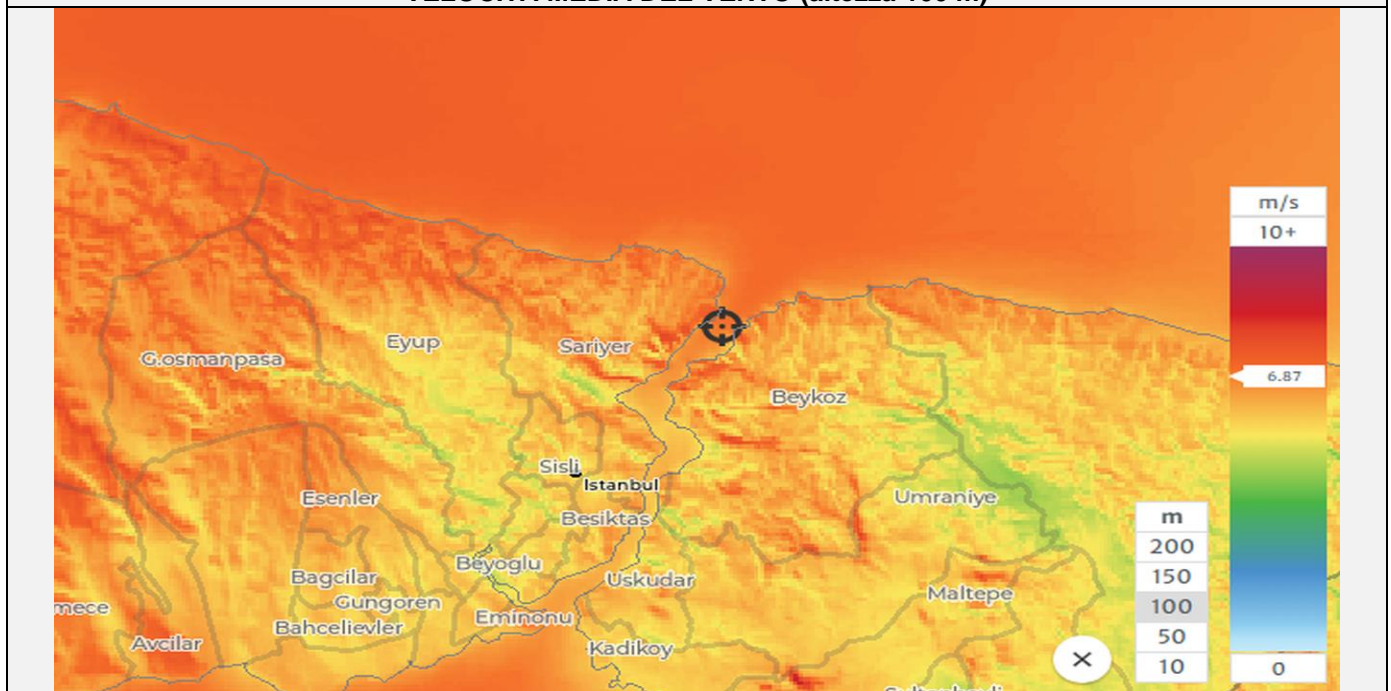 m/s
10+
Eyup
G.osmanpasa
Sariyer
6.87
Beykoz
Sisli
Istanbul
Esenler
Umraniye
Besiktas
m
200
150
100
50
10
Beyoglu
Bagcilar
Uskudar
Maltepe
Gungoren
mece
Eminonu
Bahcelievler
Avcilar
Kadikoy
0